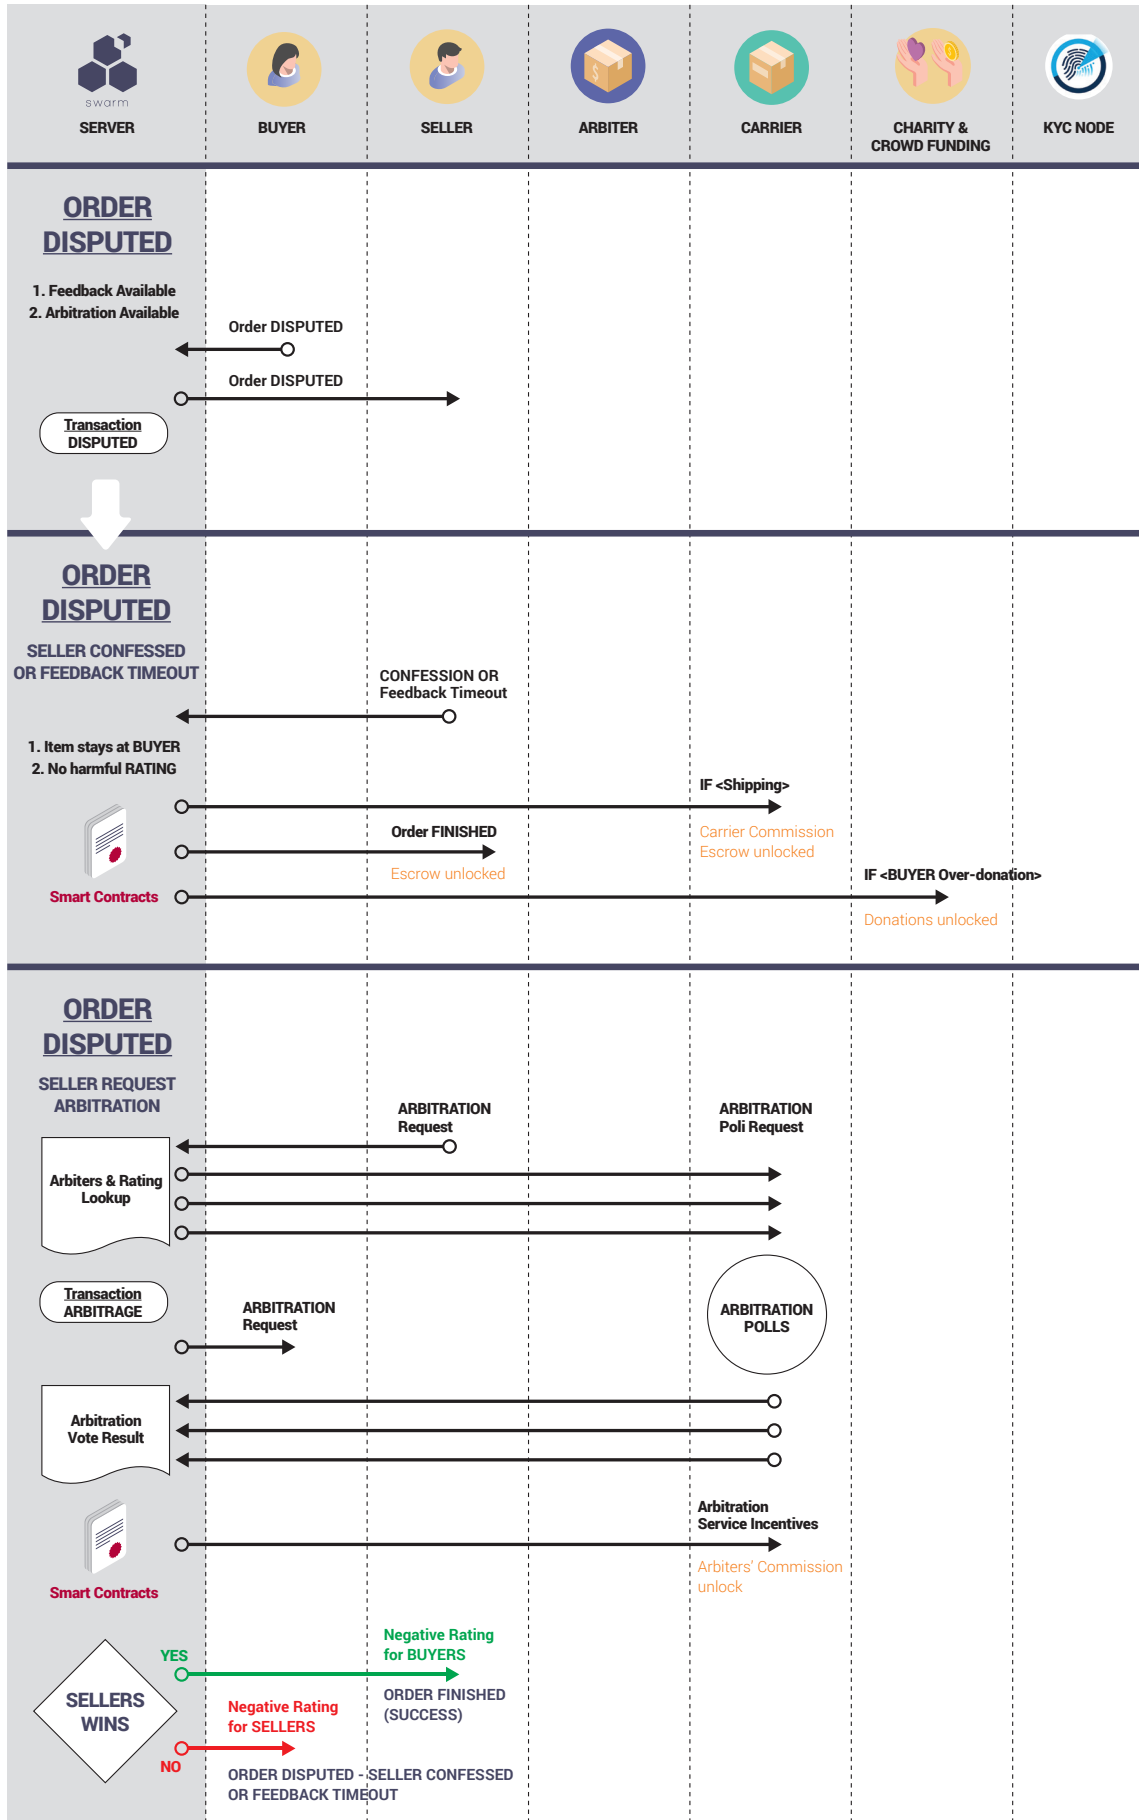 swarm
SERVER
BUYER
SELLER
ARBITER
CARRIER
CHARITY &
CROWD FUNDING
KYC NODE
ORDER
DISPUTED
1. Feedback Available
2. Arbitration Available
Order DISPUTED
Order DISPUTED
Transaction
DISPUTED
ORDER
DISPUTED
SELLER CONFESSED
OR FEEDBACK TIMEOUT
CONFESSION OR
Feedback Timeout
1. Item stays at BUYER
2. No harmful RATING
IF <Shipping>
Carrier Commission
Escrow unlocked
Order FINISHED
Escrow unlocked
IF <BUYER Over-donation>
Donations unlocked
Smart Contracts
ORDER
DISPUTED
SELLER REQUEST
ARBITRATION
ARBITRATION
Request
ARBITRATION
Poli Request
Arbiters & Rating
Lookup
Transaction
ARBITRAGE
ARBITRATION
Request
ARBITRATION
POLLS
Arbitration
Vote Result
Arbitration
Service Incentives
Arbiters' Commission
unlock
Smart Contracts
SELLERS
WINS
YES
Negative Rating
for BUYERS
ORDER FINISHED
(SUCCESS)
NO
Negative Rating
for SELLERS
ORDER DISPUTED - SELLER CONFESSED
OR FEEDBACK TIMEOUT
$